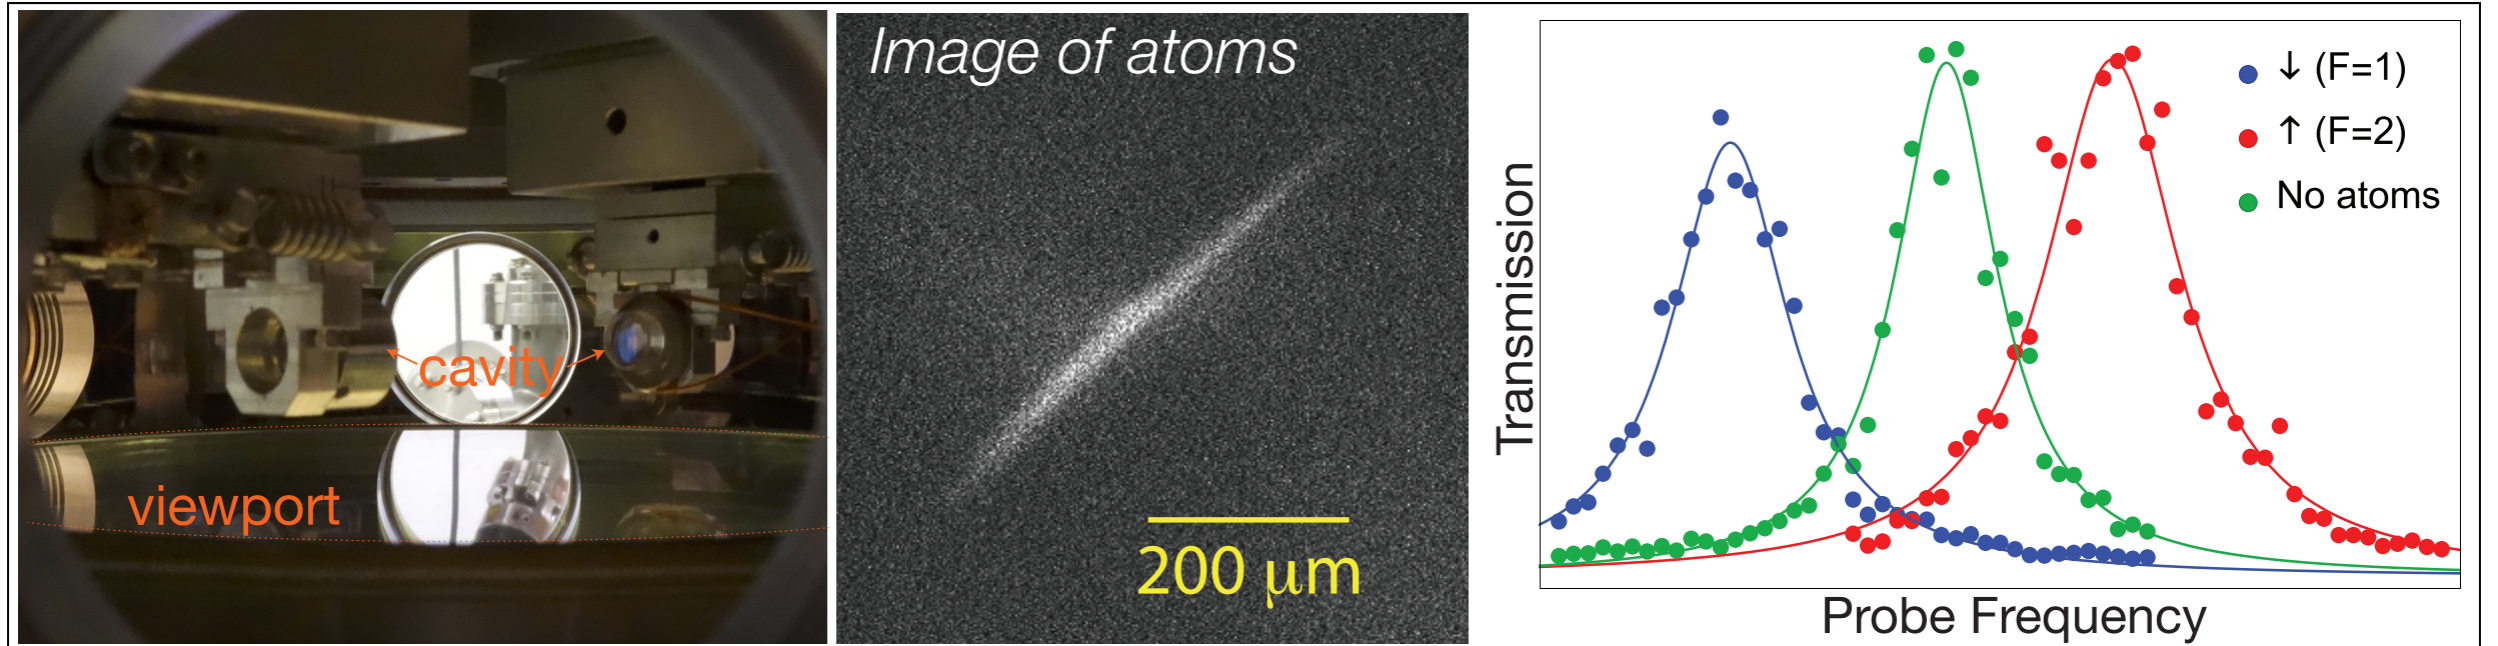 cavity
viewport
Image of atoms
200 μm
Transmission
↓ (F=1)
↑ (F=2)
No atoms
Probe Frequency